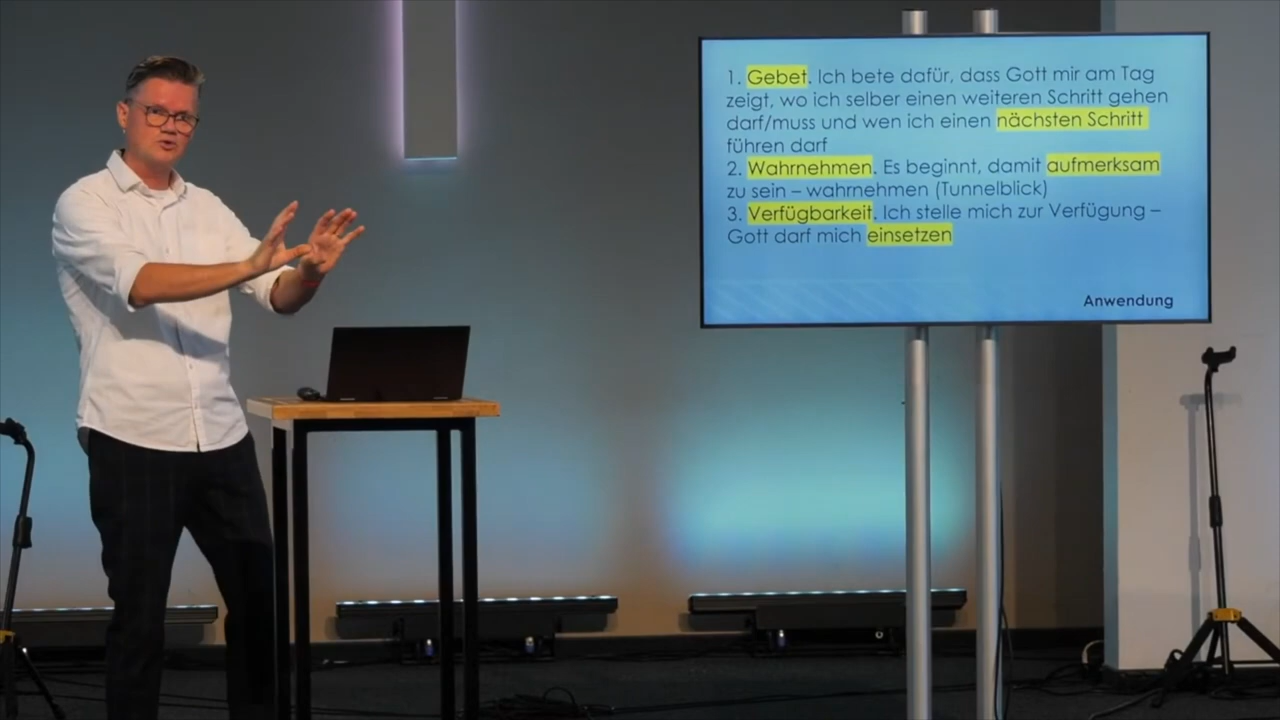 1. Gebet. Ich bete dafür, dass Gott mir am Tag
zeigt, wo ich selber einen weiteren Schritt gehen
darf/muss und wen ich einen nächsten Schritt
führen darf
2. Wahrnehmen. Es beginnt, damit aufmerksam
zu sein – wahrnehmen (Tunnelblick)
3. Verfügbarkeit. Ich stelle mich zur Verfügung –
Gott darf mich einsetzen
Anwendung